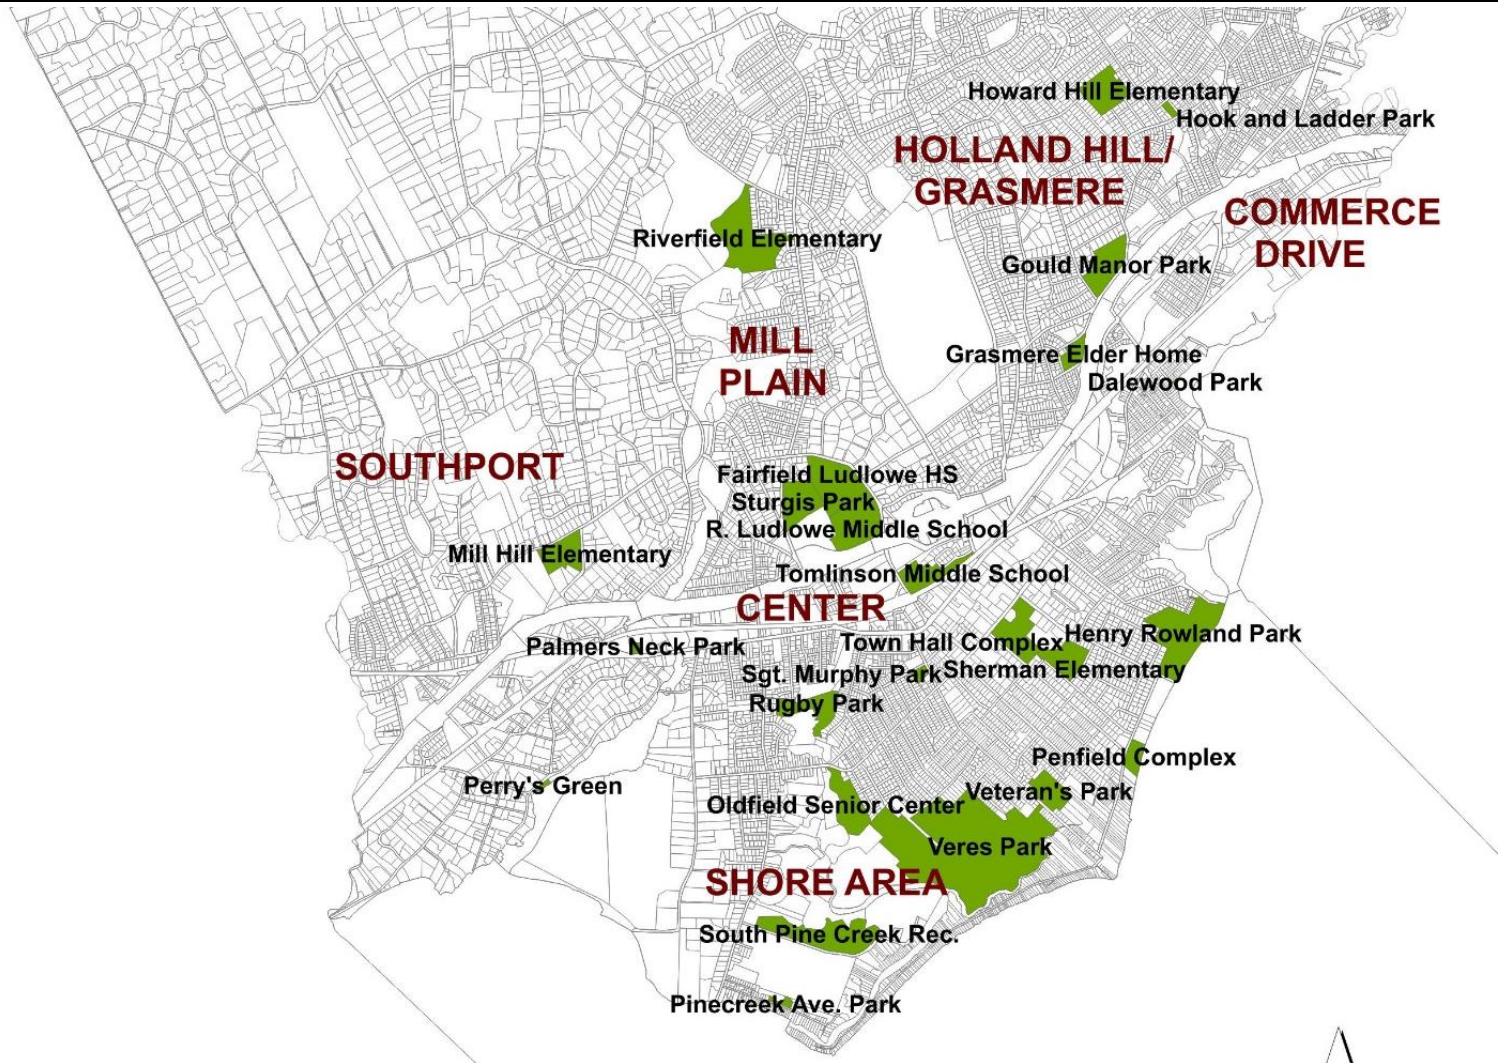 Howard Hill Elementary
Hook and Ladder Park
HOLLAND HILL/
GRASMERE
COMMERCE
DRIVE
Riverfield Elementary
Gould Manor Park
MILL
PLAIN
Grasmere Elder Home
Dalewood Park
SOUTHPORT
Fairfield Ludlowe HS
Sturgis Park
R. Ludlowe Middle School
Mill Hill Elementary
Tomlinson Middle School
CENTER
Palmers Neck Park
Town Hall Complex
Henry Rowland Park
Sgt. Murphy Park
Sherman Elementary
Rugby Park
Penfield Complex
Perry's Green
Oldfield Senior Center
Veteran's Park
Veres Park
SHORE AREA
South Pine Creek Rec.
Pinecreek Ave. Park